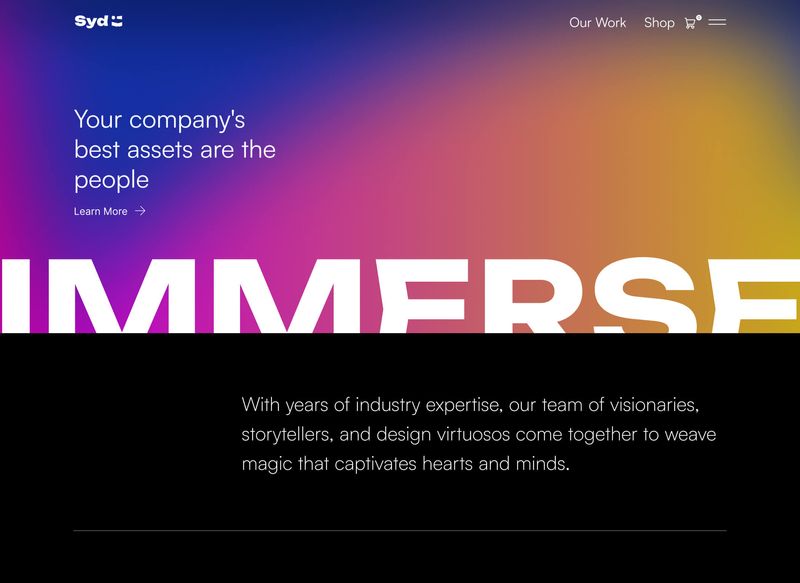 Syd
Our Work
Shop
0
Your company's
best assets are the
people
Learn More
IMMERSE
With years of industry expertise, our team of visionaries,
storytellers, and design virtuosos come together to weave
magic that captivates hearts and minds.